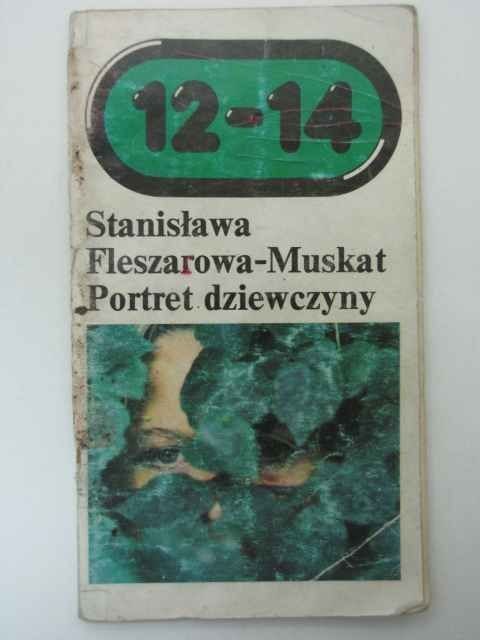 12-14
Stanisława
Fleszarowa-Muskat
Portret dziewczyny